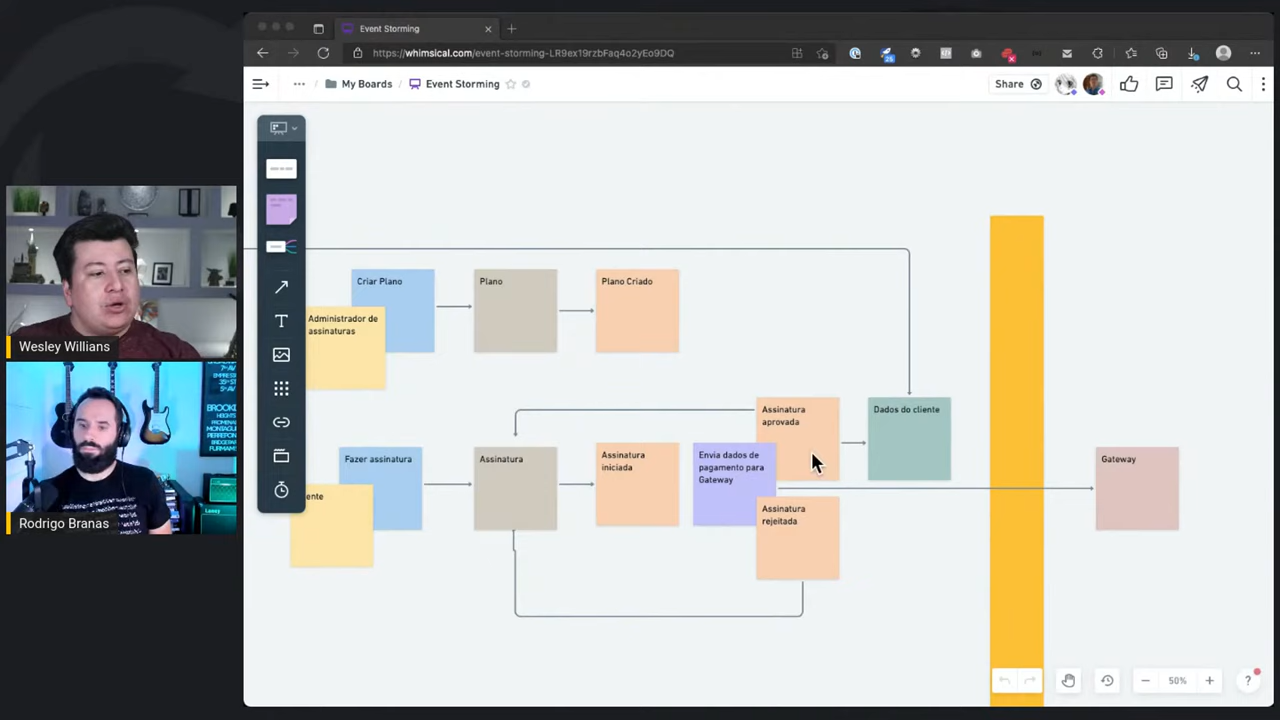 Event Storming
https://whimsical.com/event-storming-LR9ex19rzbFaq4o2yEo9DQ
25
My Boards / Event Storming
Share
Criar Plano
Plano
Plano Criado
Administrador de
assinaturas
Assinatura
aprovada
Dados do cliente
Fazer assinatura
Assinatura
Assinatura
iniciada
Envia dados de
pagamento para
Gateway
Gateway
ente
Assinatura
rejeitada
Wesley Willians
Rodrigo Branas
50%